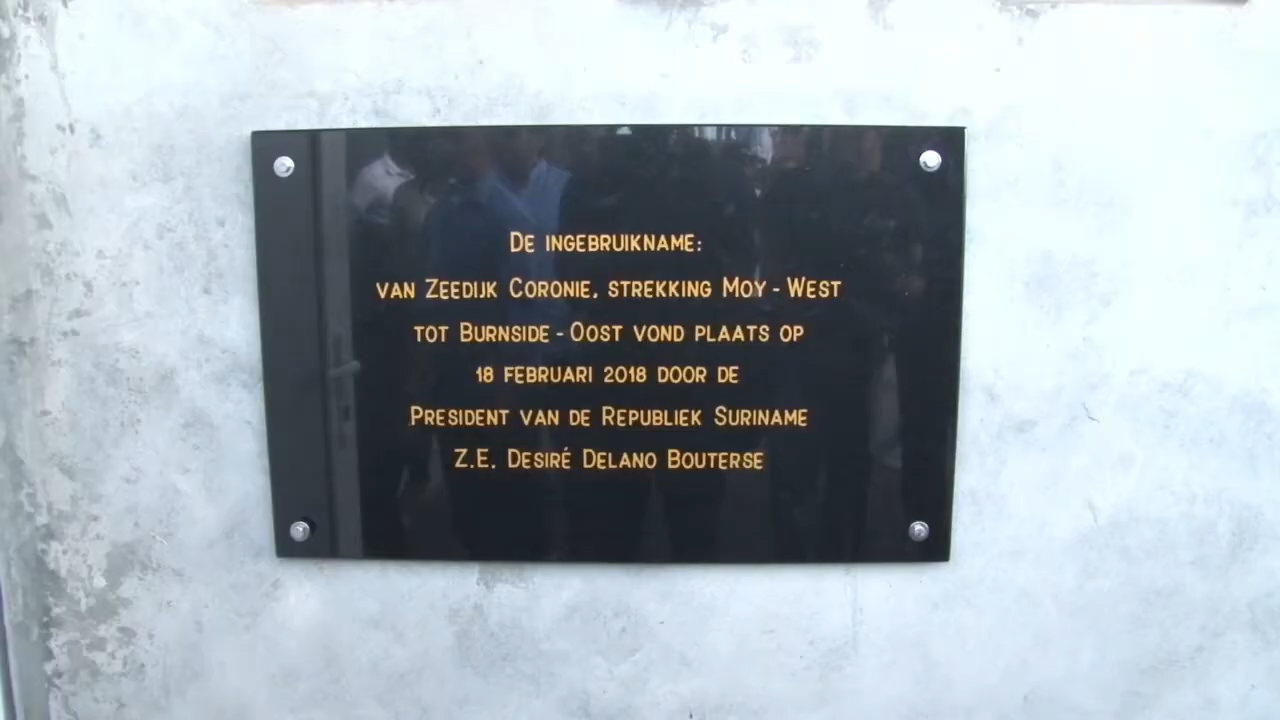 De ingebruikname:
van Zeedijk Coronie, strekking Moy - West
tot Burnside - Oost vond plaats op
18 februari 2018 door de
President van de Republiek Suriname
Z.E. Desiré Delano Bouterse